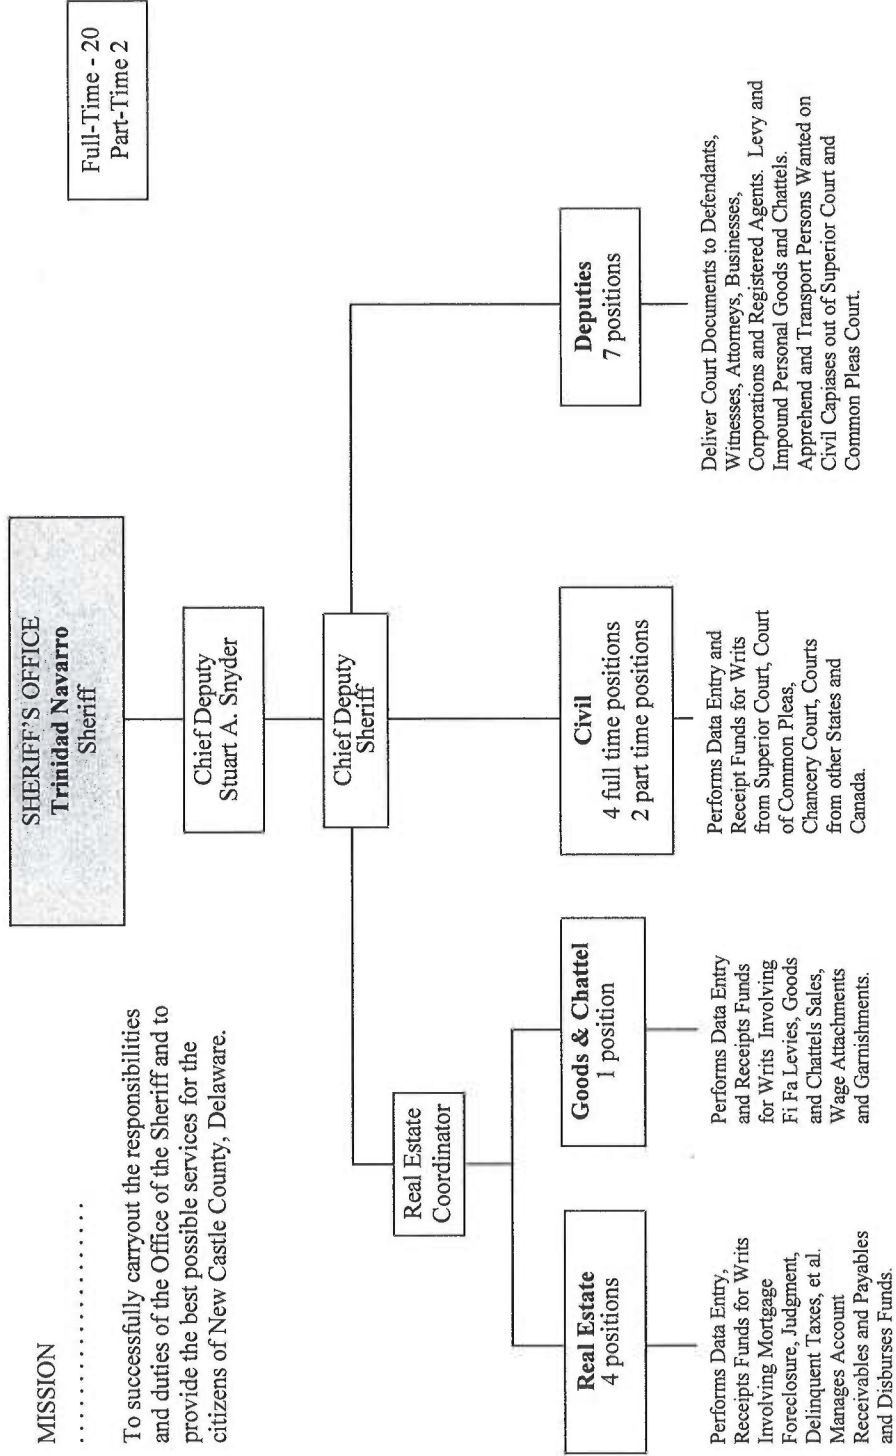 SHERIFF'S OFFICE
Trinidad Navarro
Sheriff
Full-Time - 20
Part-Time 2
MISSION
. . . . . . . . . . . . . . . . . .
To successfully carryout the responsibilities
and duties of the Office of the Sheriff and to
provide the best possible services for the
citizens of New Castle County, Delaware.
Chief Deputy
Stuart A. Snyder
Chief Deputy
Sheriff
Real Estate
Coordinator
Real Estate
4 positions
Performs Data Entry,
Receipts Funds for Writs
Involving Mortgage
Foreclosure, Judgment,
Delinquent Taxes, et al.
Manages Account
Receivables and Payables
and Disburses Funds.
Goods & Chattel
1 position
Performs Data Entry
and Receipts Funds
for Writs Involving
Fi Fa Levies, Goods
and Chattels Sales,
Wage Attachments
and Garnishments.
Civil
4 full time positions
2 part time positions
Performs Data Entry and
Receipt Funds for Writs
from Superior Court, Court
of Common Pleas,
Chancery Court, Courts
from other States and
Canada.
Deputies
7 positions
Deliver Court Documents to Defendants,
Witnesses, Attorneys, Businesses,
Corporations and Registered Agents. Levy and
Impound Personal Goods and Chattels.
Apprehend and Transport Persons Wanted on
Civil Capiases out of Superior Court and
Common Pleas Court.